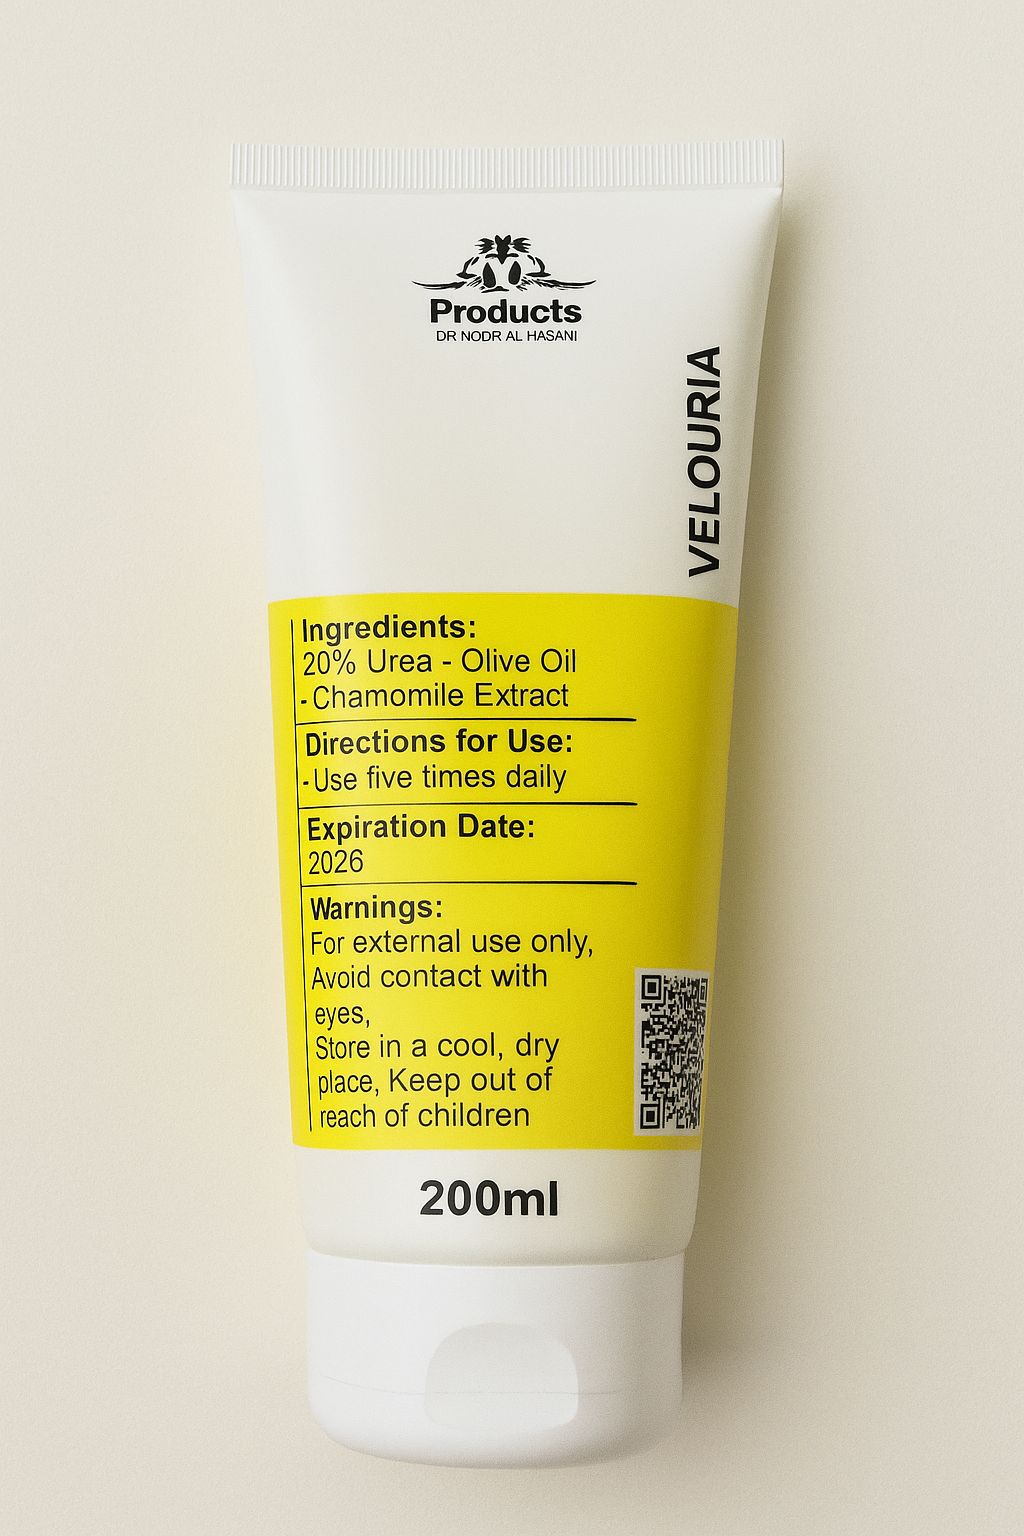 Products
DR NODR AL HASANI
VELOURIA
Ingredients:
20% Urea - Olive Oil
- Chamomile Extract
Directions for Use:
- Use five times daily
Expiration Date:
2026
Warnings:
For external use only,
Avoid contact with
eyes,
Store in a cool, dry
place, Keep out of
reach of children
200ml